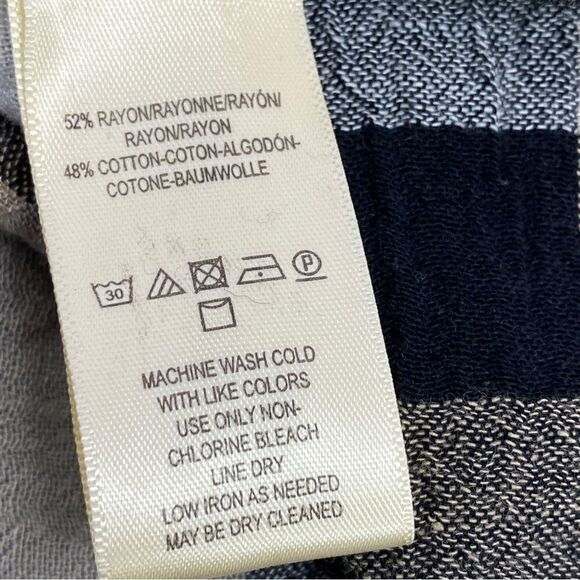 52% RAYON/RAYONNE/RAYÓN/
RAYON/RAYON
48% COTTON-COTON-ALGODÓN-
COTONE-BAUMWOLLE
30
P
MACHINE WASH COLD
WITH LIKE COLORS
USE ONLY NON-
CHLORINE BLEACH
LINE DRY
LOW IRON AS NEEDED
MAY BE DRY CLEANED